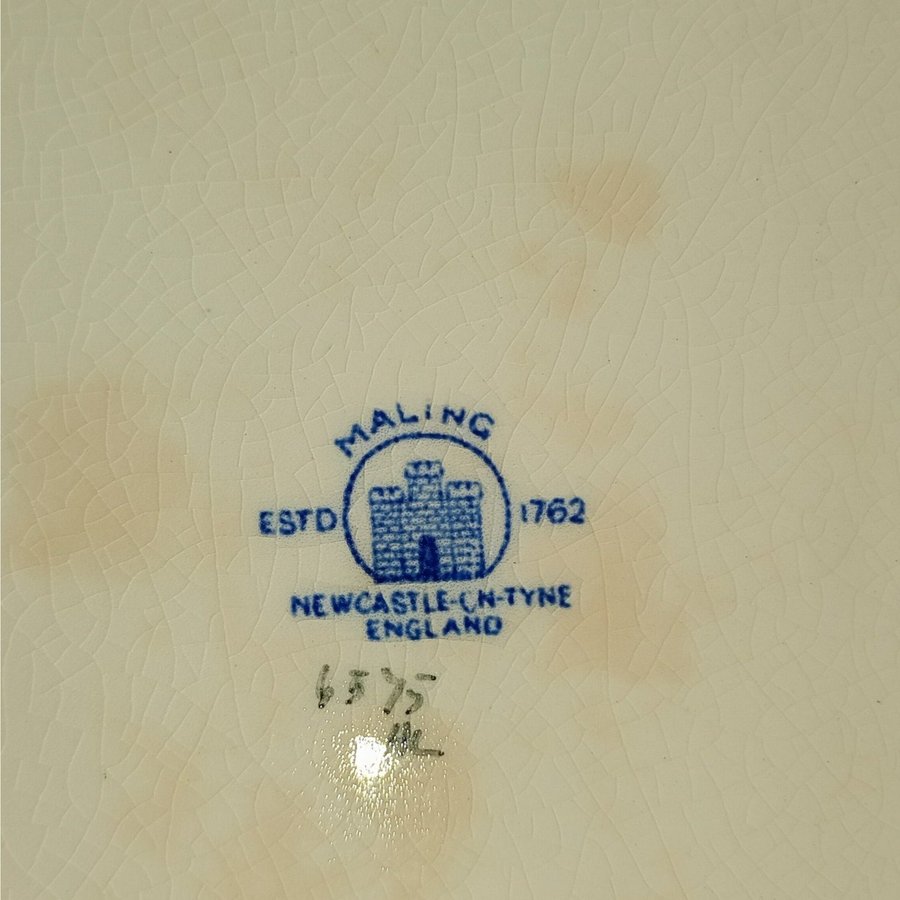 MALING
ESTD 1762
NEWCASTLE-ON-TYNE
ENGLAND
6575